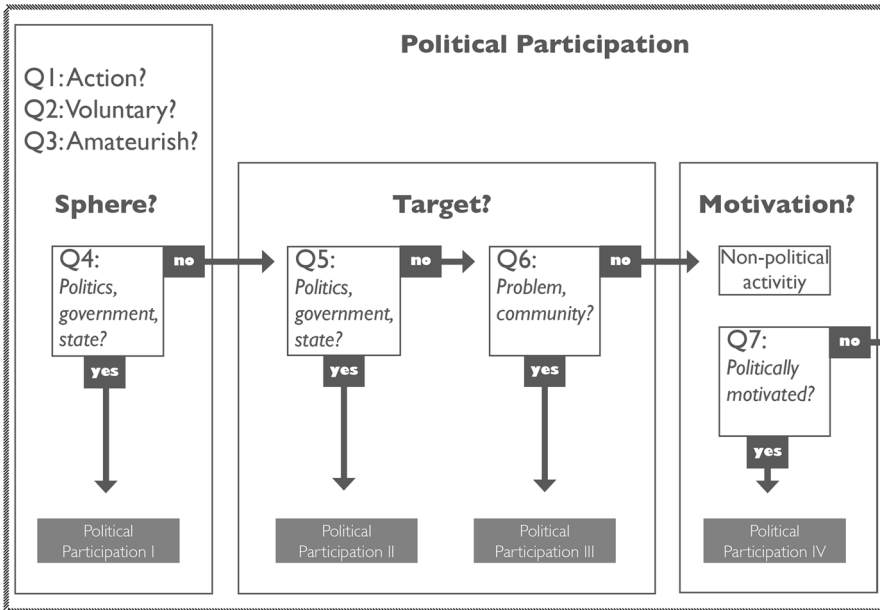 Political Participation
Q1: Action?
Q2: Voluntary?
Q3: Amateurish?
Sphere?
Q4:
Politics,
government,
state?
no
yes
Political
Participation I
Target?
Q5:
Politics,
government,
state?
no
yes
Political
Participation II
Q6:
Problem,
community?
no
yes
Political
Participation III
Motivation?
Non-political
activitiy
Q7:
Politically
motivated?
no
yes
Political
Participation IV